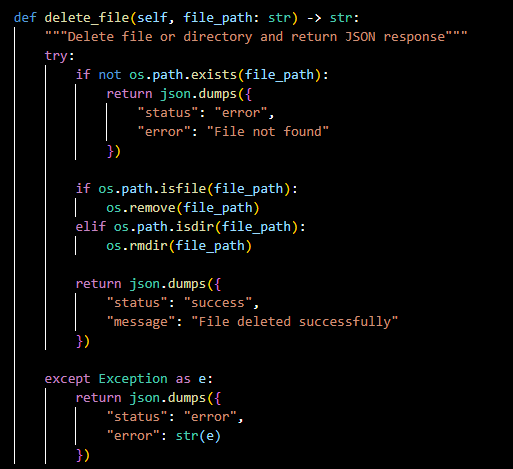 def delete_file(self, file_path: str) -> str:
    """Delete file or directory and return JSON response"""
    try:
        if not os.path.exists(file_path):
            return json.dumps({
                "status": "error",
                "error": "File not found"
            })

        if os.path.isfile(file_path):
            os.remove(file_path)
        elif os.path.isdir(file_path):
            os.rmdir(file_path)

        return json.dumps({
            "status": "success",
            "message": "File deleted successfully"
        })

    except Exception as e:
        return json.dumps({
            "status": "error",
            "error": str(e)
        })